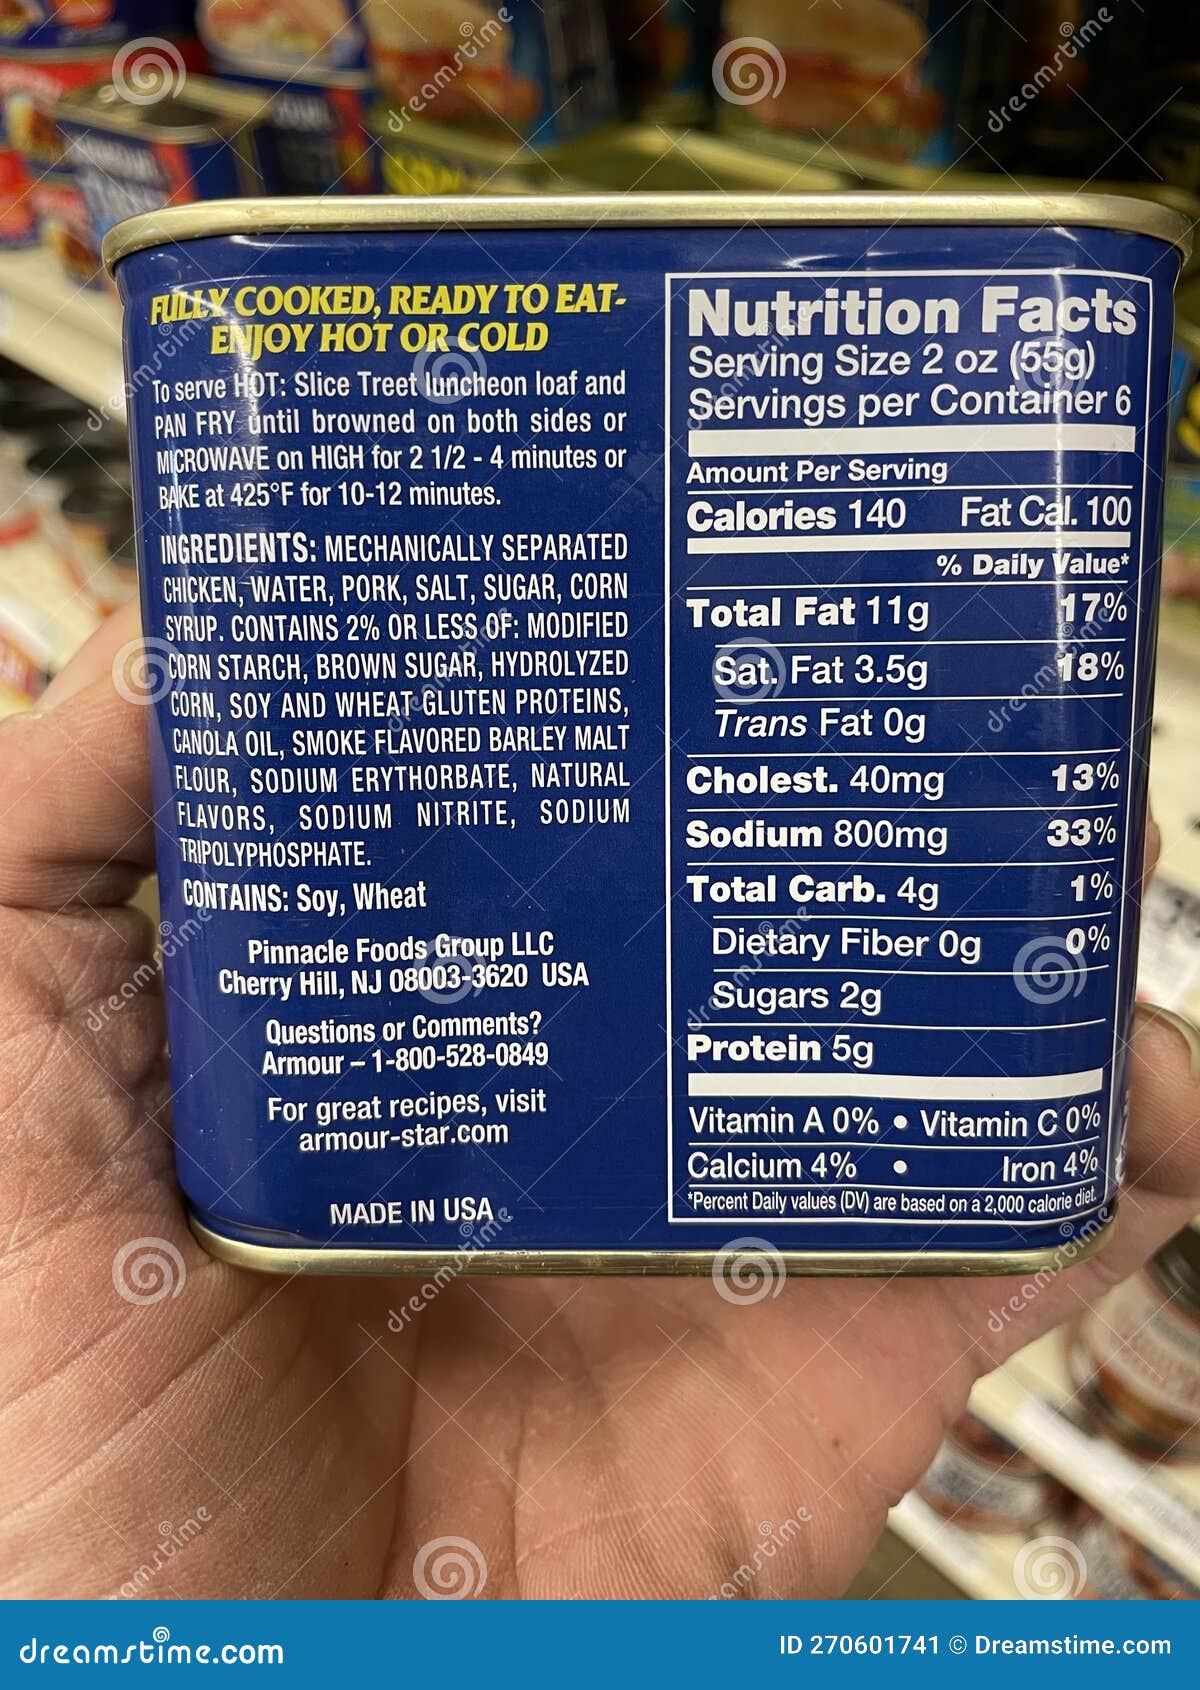 FULLY COOKED, READY TO EAT-
ENJOY HOT OR COLD
To serve HOT: Slice Treet luncheon loaf and
PAN FRY until browned on both sides or
MICROWAVE on HIGH for 2 1/2 - 4 minutes or
BAKE at 425°F for 10-12 minutes.
INGREDIENTS: MECHANICALLY SEPARATED
CHICKEN, WATER, PORK, SALT, SUGAR, CORN
SYRUP. CONTAINS 2% OR LESS OF: MODIFIED
CORN STARCH, BROWN SUGAR, HYDROLYZED
CORN, SOY AND WHEAT GLUTEN PROTEINS,
CANOLA OIL, SMOKE FLAVORED BARLEY MALT
FLOUR, SODIUM ERYTHORBATE, NATURAL
FLAVORS, SODIUM NITRITE, SODIUM
TRIPOLYPHOSPHATE.
CONTAINS: Soy, Wheat
Pinnacle Foods Group LLC
Cherry Hill, NJ 08003-3620 USA
Questions or Comments?
Armour – 1-800-528-0849
For great recipes, visit
armour-star.com
MADE IN USA
Nutrition Facts
Serving Size 2 oz (55g)
Servings per Container 6
Amount Per Serving
Calories 140 Fat Cal. 100
% Daily Value*
Total Fat 11g 17%
Sat. Fat 3.5g 18%
Trans Fat 0g
Cholest. 40mg 13%
Sodium 800mg 33%
Total Carb. 4g 1%
Dietary Fiber 0g 0%
Sugars 2g
Protein 5g
Vitamin A 0% • Vitamin C 0%
Calcium 4% • Iron 4%
*Percent Daily values (DV) are based on a 2,000 calorie diet.
dreamstime.com
ID 270601741 © Dreamstime.com